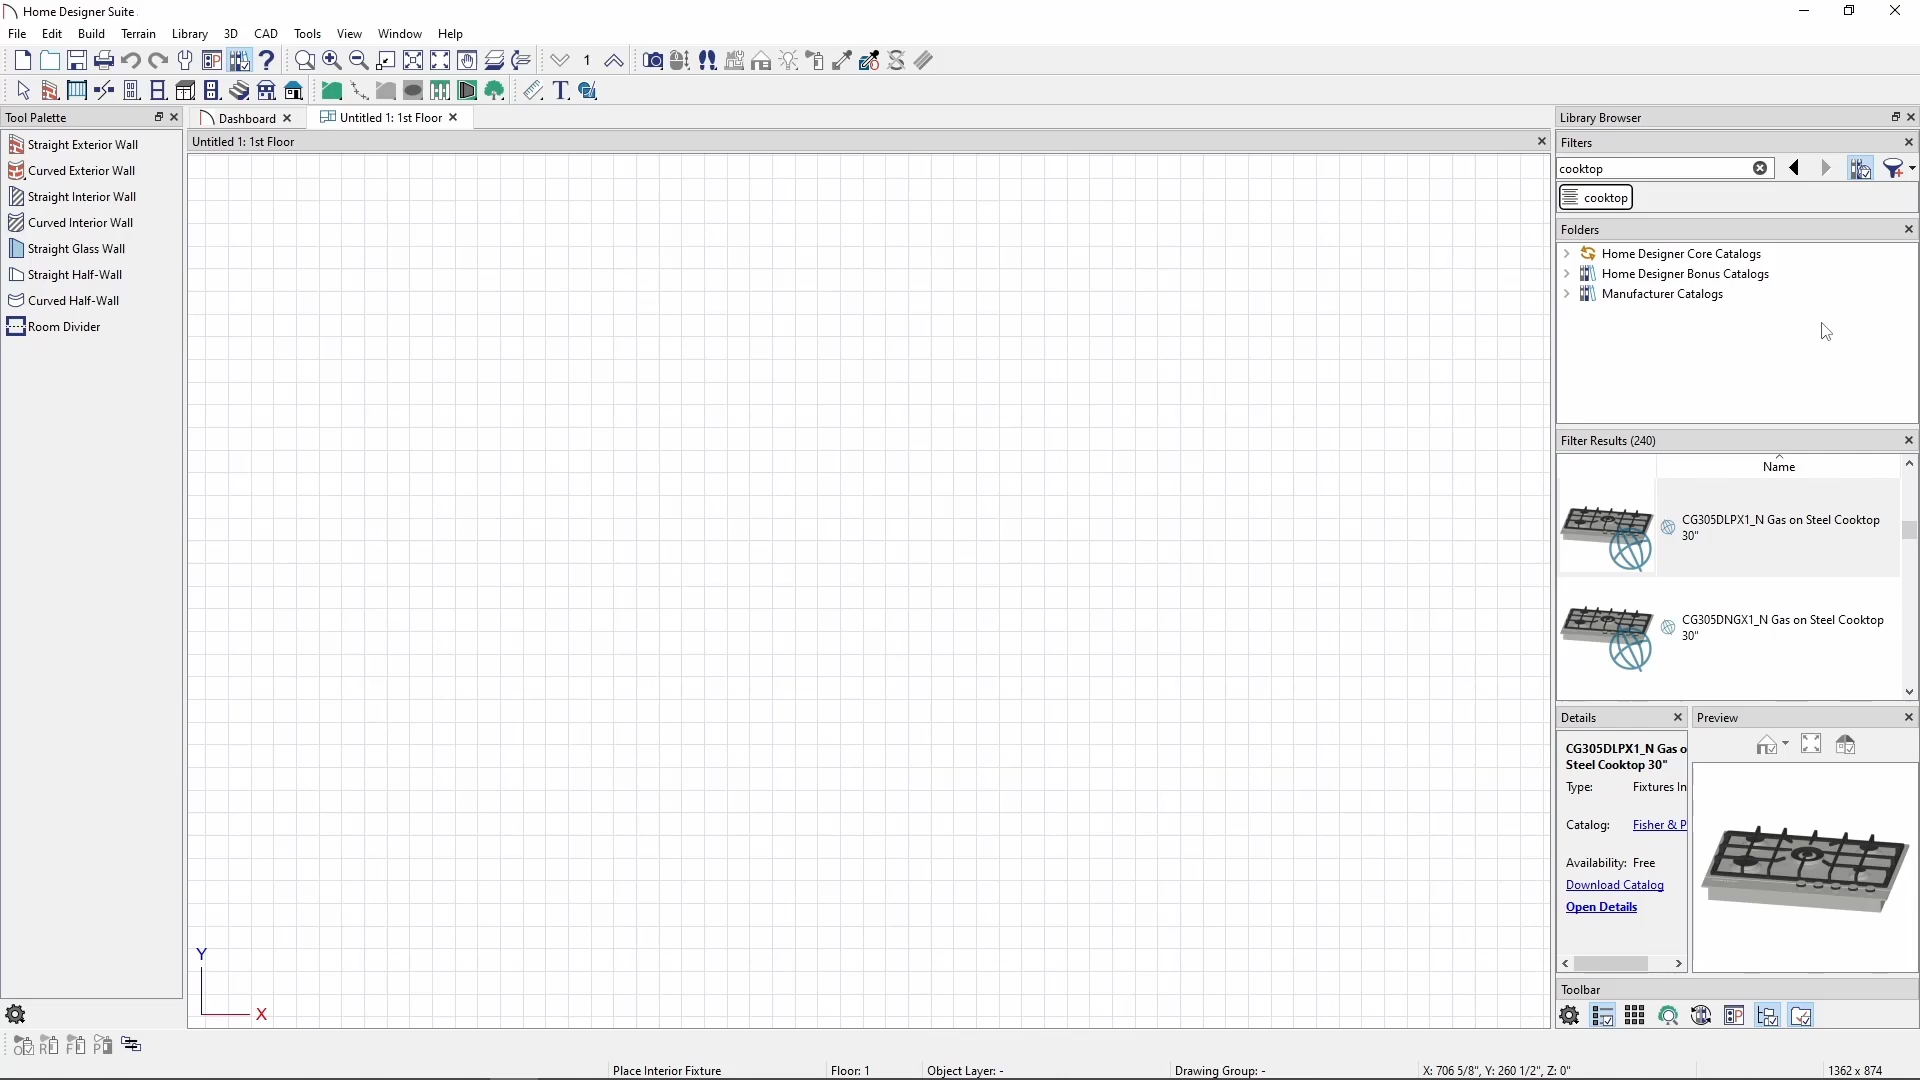 Home Designer Suite
File Edit Build Terrain Library 3D CAD Tools View Window Help
1
Tool Palette
Straight Exterior Wall
Curved Exterior Wall
Straight Interior Wall
Curved Interior Wall
Straight Glass Wall
Straight Half-Wall
Curved Half-Wall
Room Divider
Dashboard
Untitled 1: 1st Floor
Untitled 1: 1st Floor
Y
X
Library Browser
Filters
cooktop
cooktop
Folders
Home Designer Core Catalogs
Home Designer Bonus Catalogs
Manufacturer Catalogs
Filter Results (240)
Name
CG305DLPX1_N Gas on Steel Cooktop
30"
CG305DNGX1_N Gas on Steel Cooktop
30"
Details
CG305DLPX1_N Gas o
Steel Cooktop 30"
Type: Fixtures In
Catalog: Fisher & P
Availability: Free
Download Catalog
Open Details
Preview
Toolbar
Place Interior Fixture Floor: 1 Object Layer: - Drawing Group: - X: 706 5/8", Y: 260 1/2", Z: 0" 1362 x 874